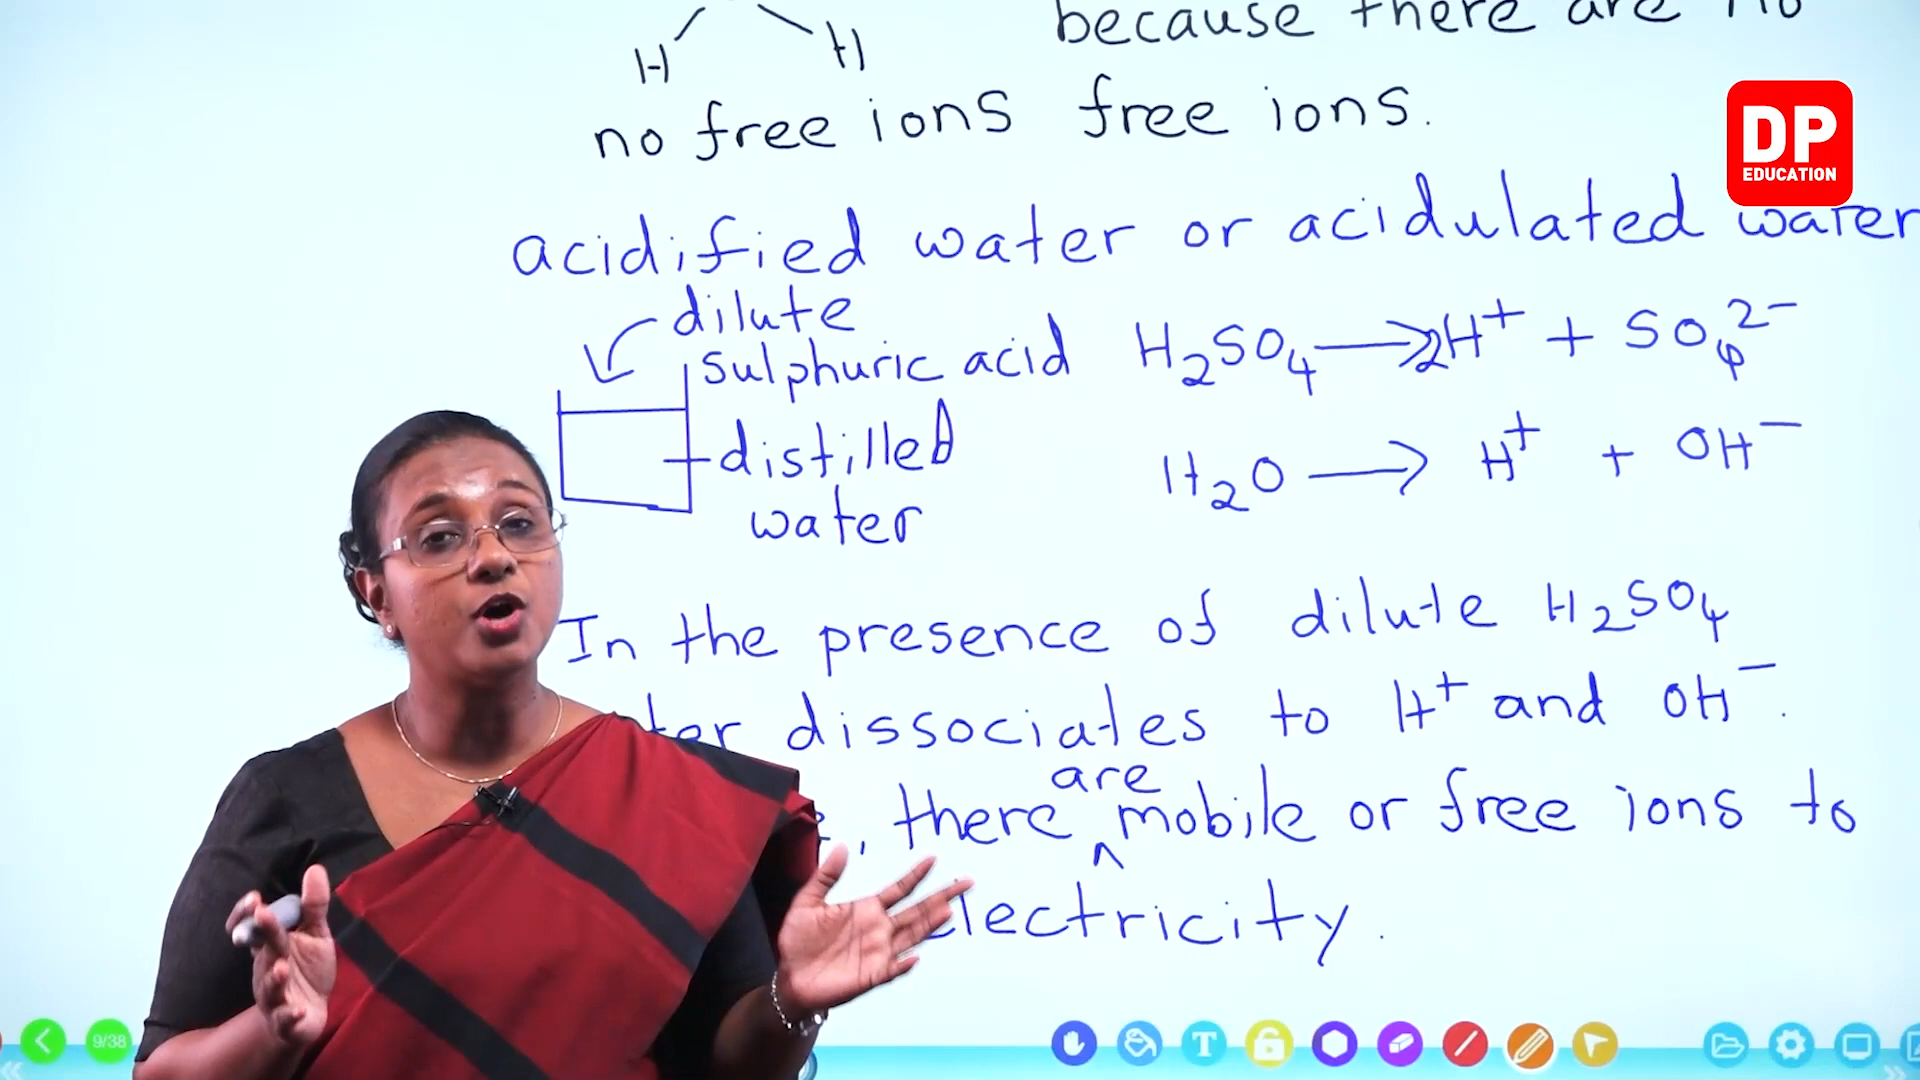 H H because there are no
no free ions free ions.
DP
EDUCATION
acidified water or acidulated water
dilute
sulphuric acid H₂SO₄ → 2H⁺ + SO₄²⁻
distilled
water
H₂O → H⁺ + OH⁻
In the presence of dilute H₂SO₄
dissociates to H⁺ and OH⁻.
are
, there ^ mobile or free ions to
electricity.
9/38
T